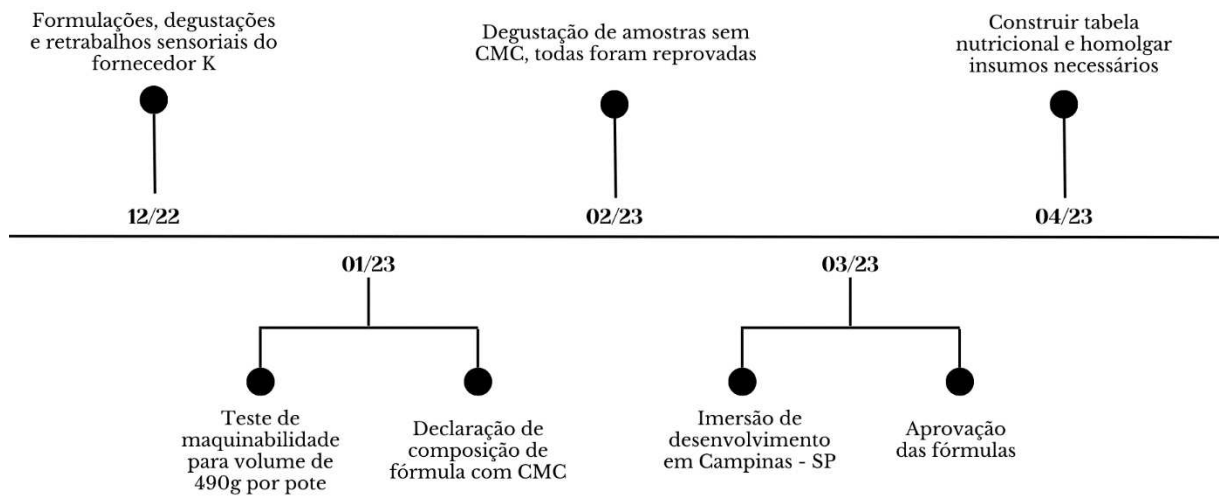 Formulações, degustações
e retrabalhos sensoriais do
fornecedor K
12/22
Teste de
maquinabilidade
para volume de
490g por pote
01/23
Declaração de
composição de
fórmula com CMC
Degustação de amostras sem
CMC, todas foram reprovadas
02/23
03/23
Imersão de
desenvolvimento
em Campinas - SP
Aprovação
das fórmulas
Construir tabela
nutricional e homolgar
insumos necessários
04/23